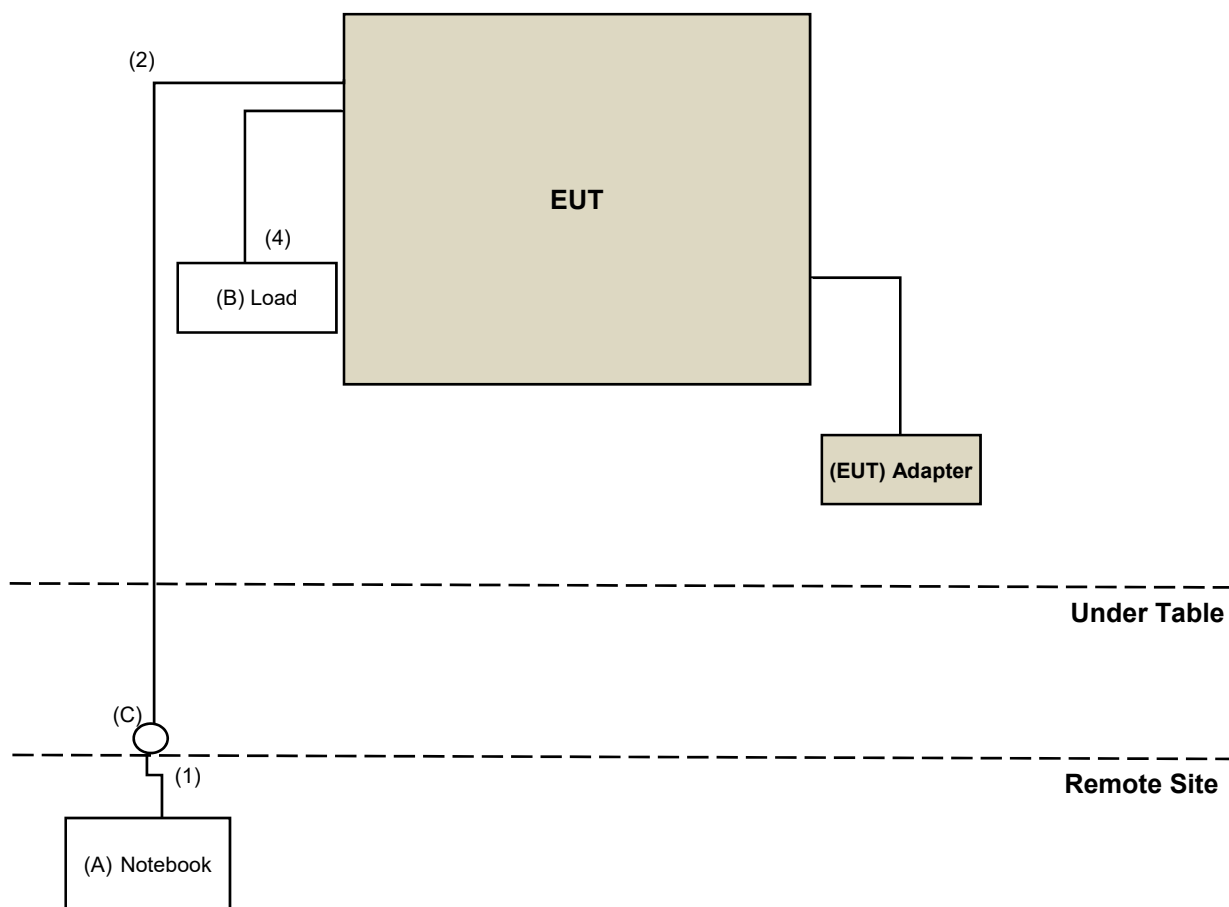 (2)
EUT
(4)
(B) Load
(EUT) Adapter
Under Table
(C)
(1)
Remote Site
(A) Notebook